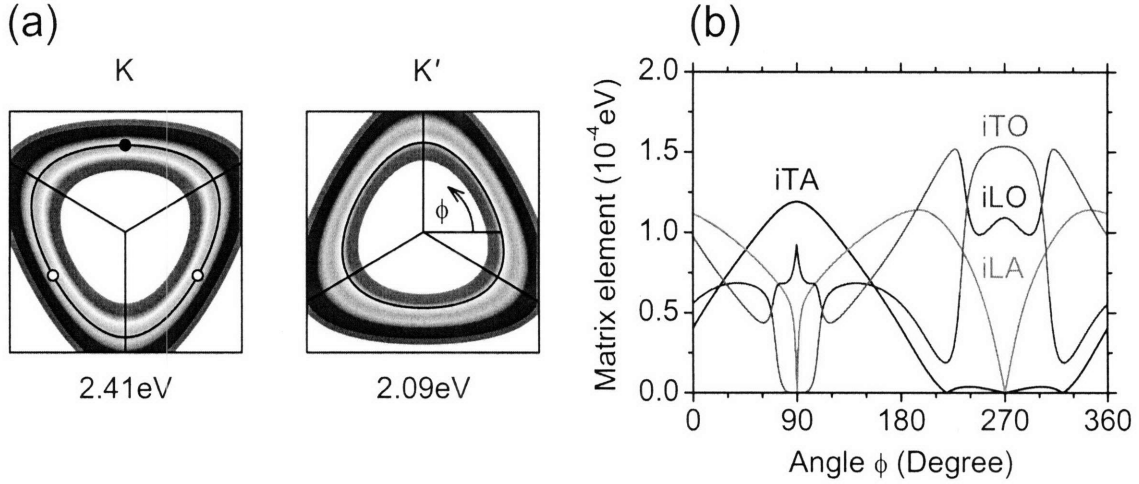 (a)
K
K′
ϕ
2.41eV
2.09eV
(b)
Matrix element (10⁻⁴eV)
2.0
1.5
1.0
0.5
0.0
iTO
iTA
iLO
iLA
0
90
180
270
360
Angle ϕ (Degree)